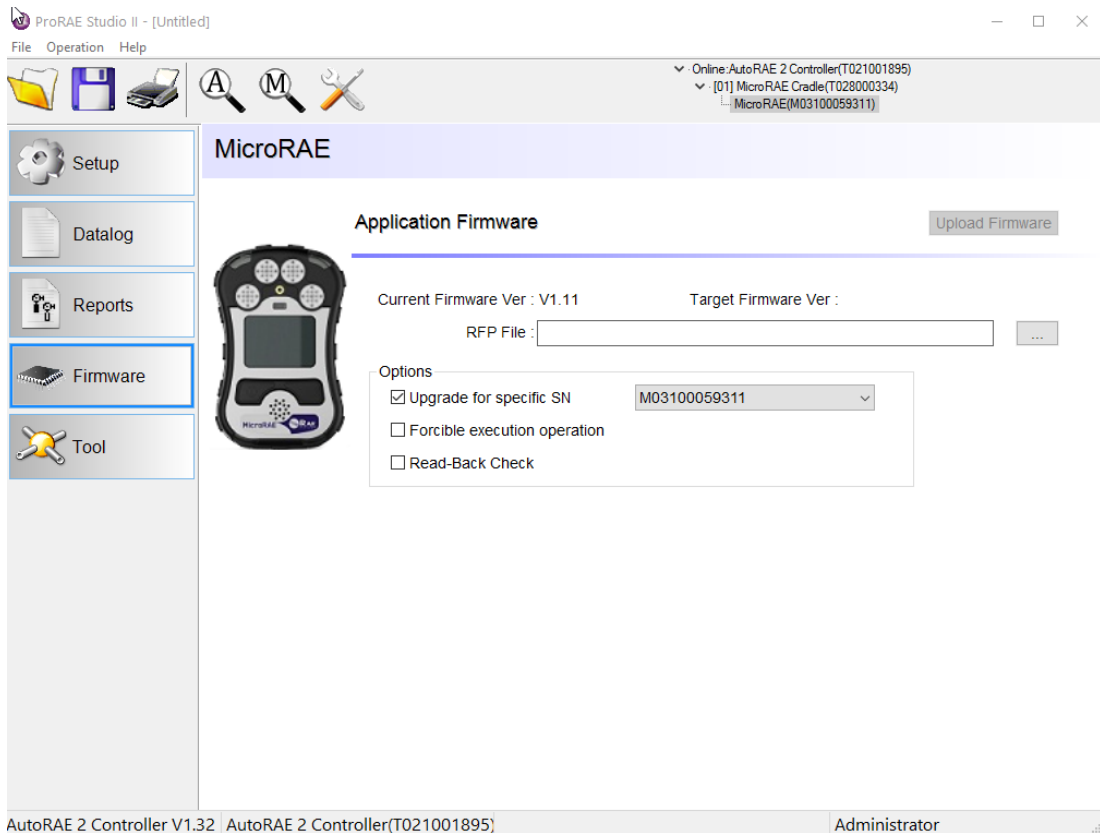 ProRAE Studio II - [Untitled]
File Operation Help
A M
Online:AutoRAE 2 Controller(T021001895)
[01] MicroRAE Cradle(T028000334)
MicroRAE(M03100059311)
Setup
Datalog
Reports
Firmware
Tool
MicroRAE
Application Firmware
Upload Firmware
MicroRAE RAE
Current Firmware Ver : V1.11 Target Firmware Ver :
RFP File : ...
Options
Upgrade for specific SN M03100059311
Forcible execution operation
Read-Back Check
AutoRAE 2 Controller V1.32 AutoRAE 2 Controller(T021001895) Administrator